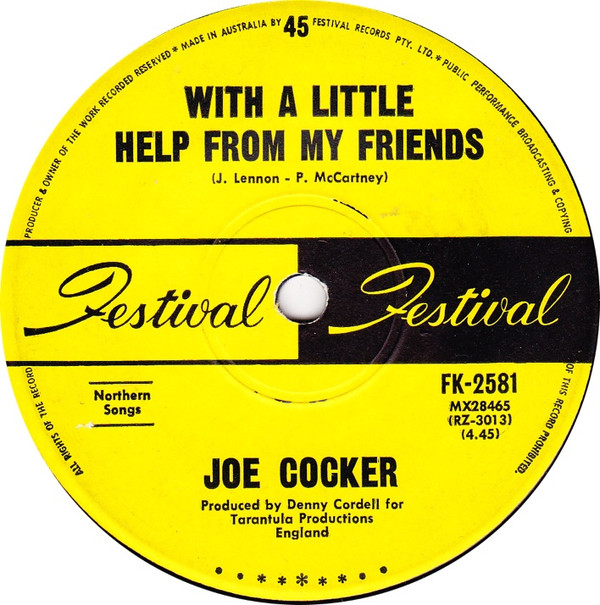 PRODUCER & OWNER OF THE WORK RECORDED RESERVED * MADE IN AUSTRALIA BY 45 FESTIVAL RECORDS PTY. LTD. * PUBLIC PERFORMANCE BROADCASTING & COPYING
WITH A LITTLE
HELP FROM MY FRIENDS
(J. Lennon - P. McCartney)
Festival Festival
Northern
Songs
FK-2581
MX28465
(RZ-3013)
(4.45)
ALL RIGHTS OF THE RECORD
OF THIS RECORD PROHIBITED.
JOE COCKER
Produced by Denny Cordell for
Tarantula Productions
England